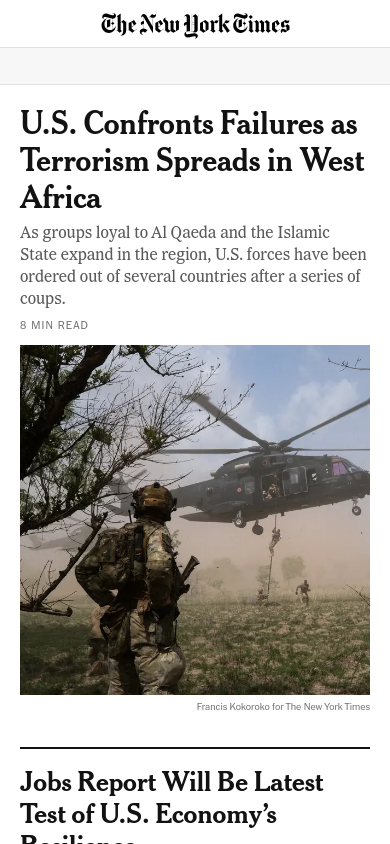 The New York Times
U.S. Confronts Failures as
Terrorism Spreads in West
Africa
As groups loyal to Al Qaeda and the Islamic
State expand in the region, U.S. forces have been
ordered out of several countries after a series of
coups.
8 MIN READ
Francis Kokoroko for The New York Times
Jobs Report Will Be Latest
Test of U.S. Economy’s
Resilience